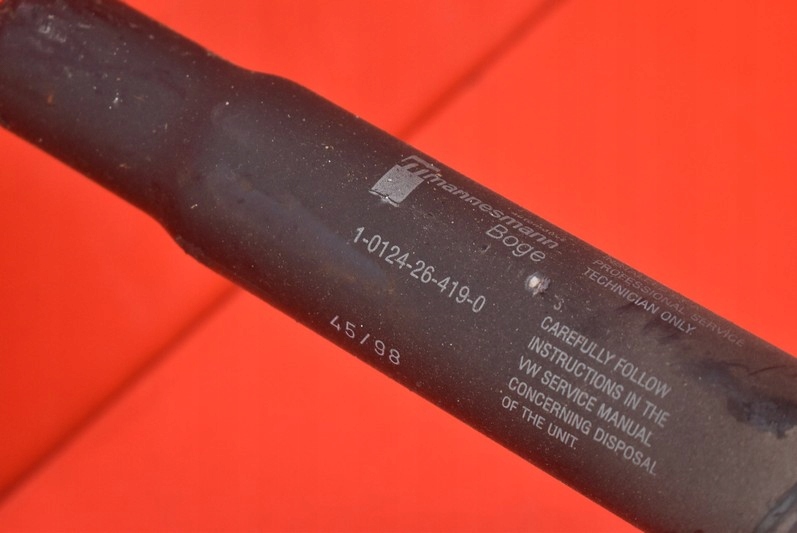 mannesmann
Boge
1-0124-26-419-0
45/98
PROFESSIONAL SERVICE
TECHNICIAN ONLY.
CAREFULLY FOLLOW
INSTRUCTIONS IN THE
VW SERVICE MANUAL
CONCERNING DISPOSAL
OF THE UNIT.